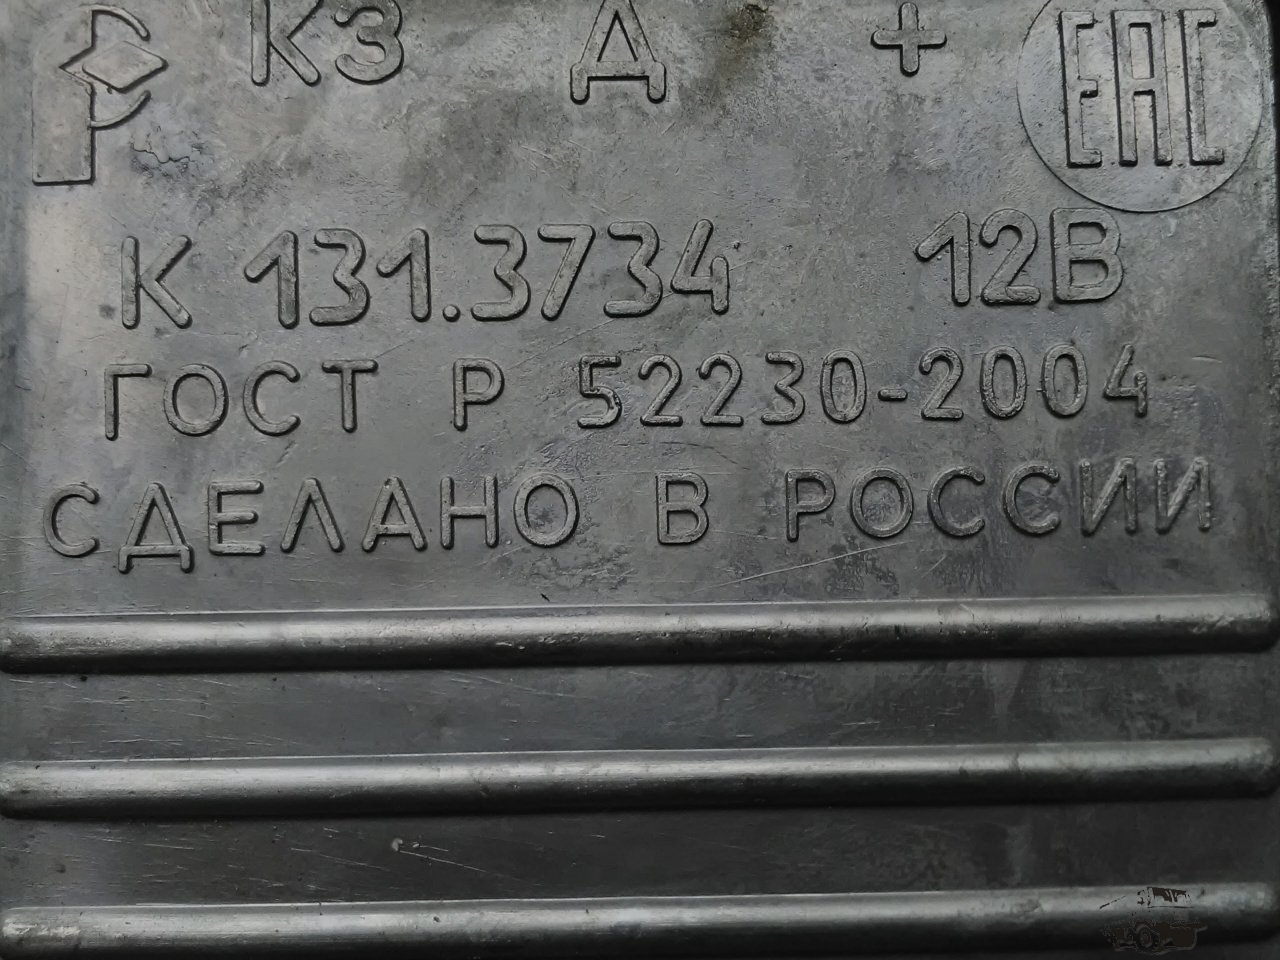 КЗ Д + ЕАС
К 131.3734 12В
ГОСТ Р 52230-2004
СДЕЛАНО В РОССИИ